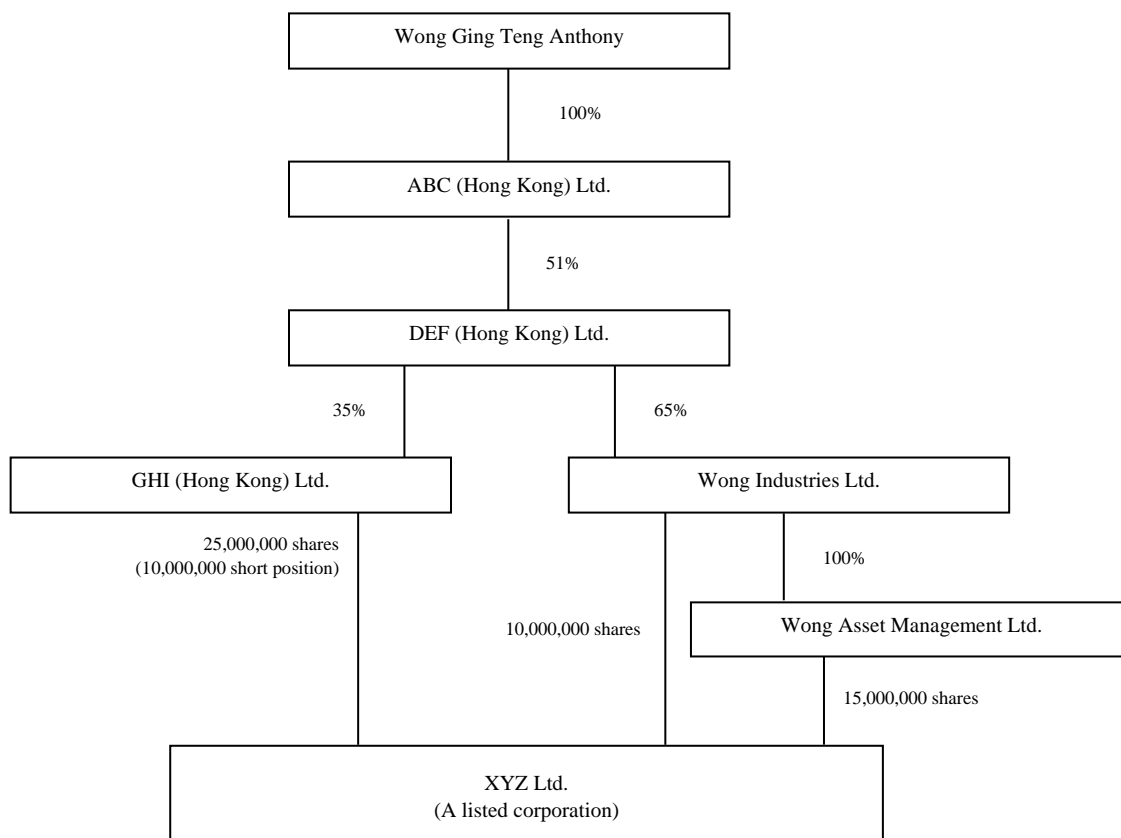 Wong Ging Teng Anthony
100%
ABC (Hong Kong) Ltd.
51%
DEF (Hong Kong) Ltd.
35%
65%
GHI (Hong Kong) Ltd.
Wong Industries Ltd.
25,000,000 shares
(10,000,000 short position)
100%
10,000,000 shares
Wong Asset Management Ltd.
15,000,000 shares
XYZ Ltd.
(A listed corporation)